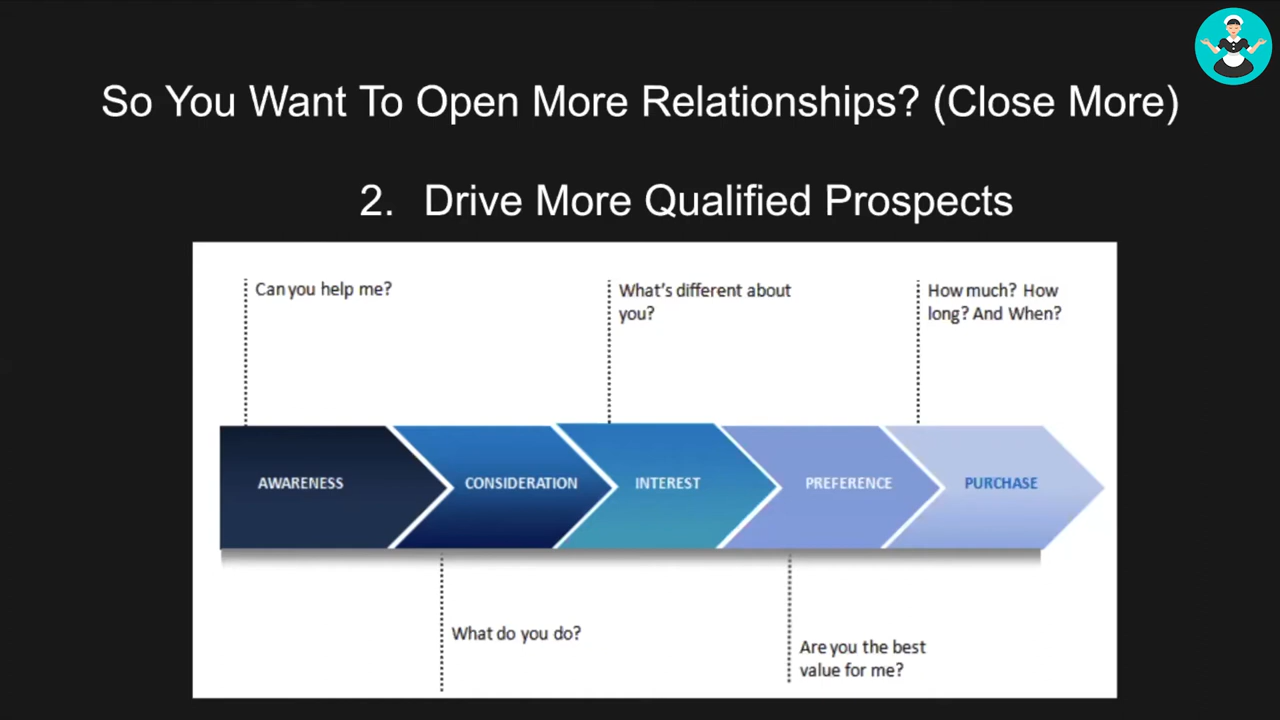 So You Want To Open More Relationships? (Close More)
2. Drive More Qualified Prospects
Can you help me?
What's different about
you?
How much? How
long? And When?
AWARENESS
CONSIDERATION
INTEREST
PREFERENCE
PURCHASE
What do you do?
Are you the best
value for me?